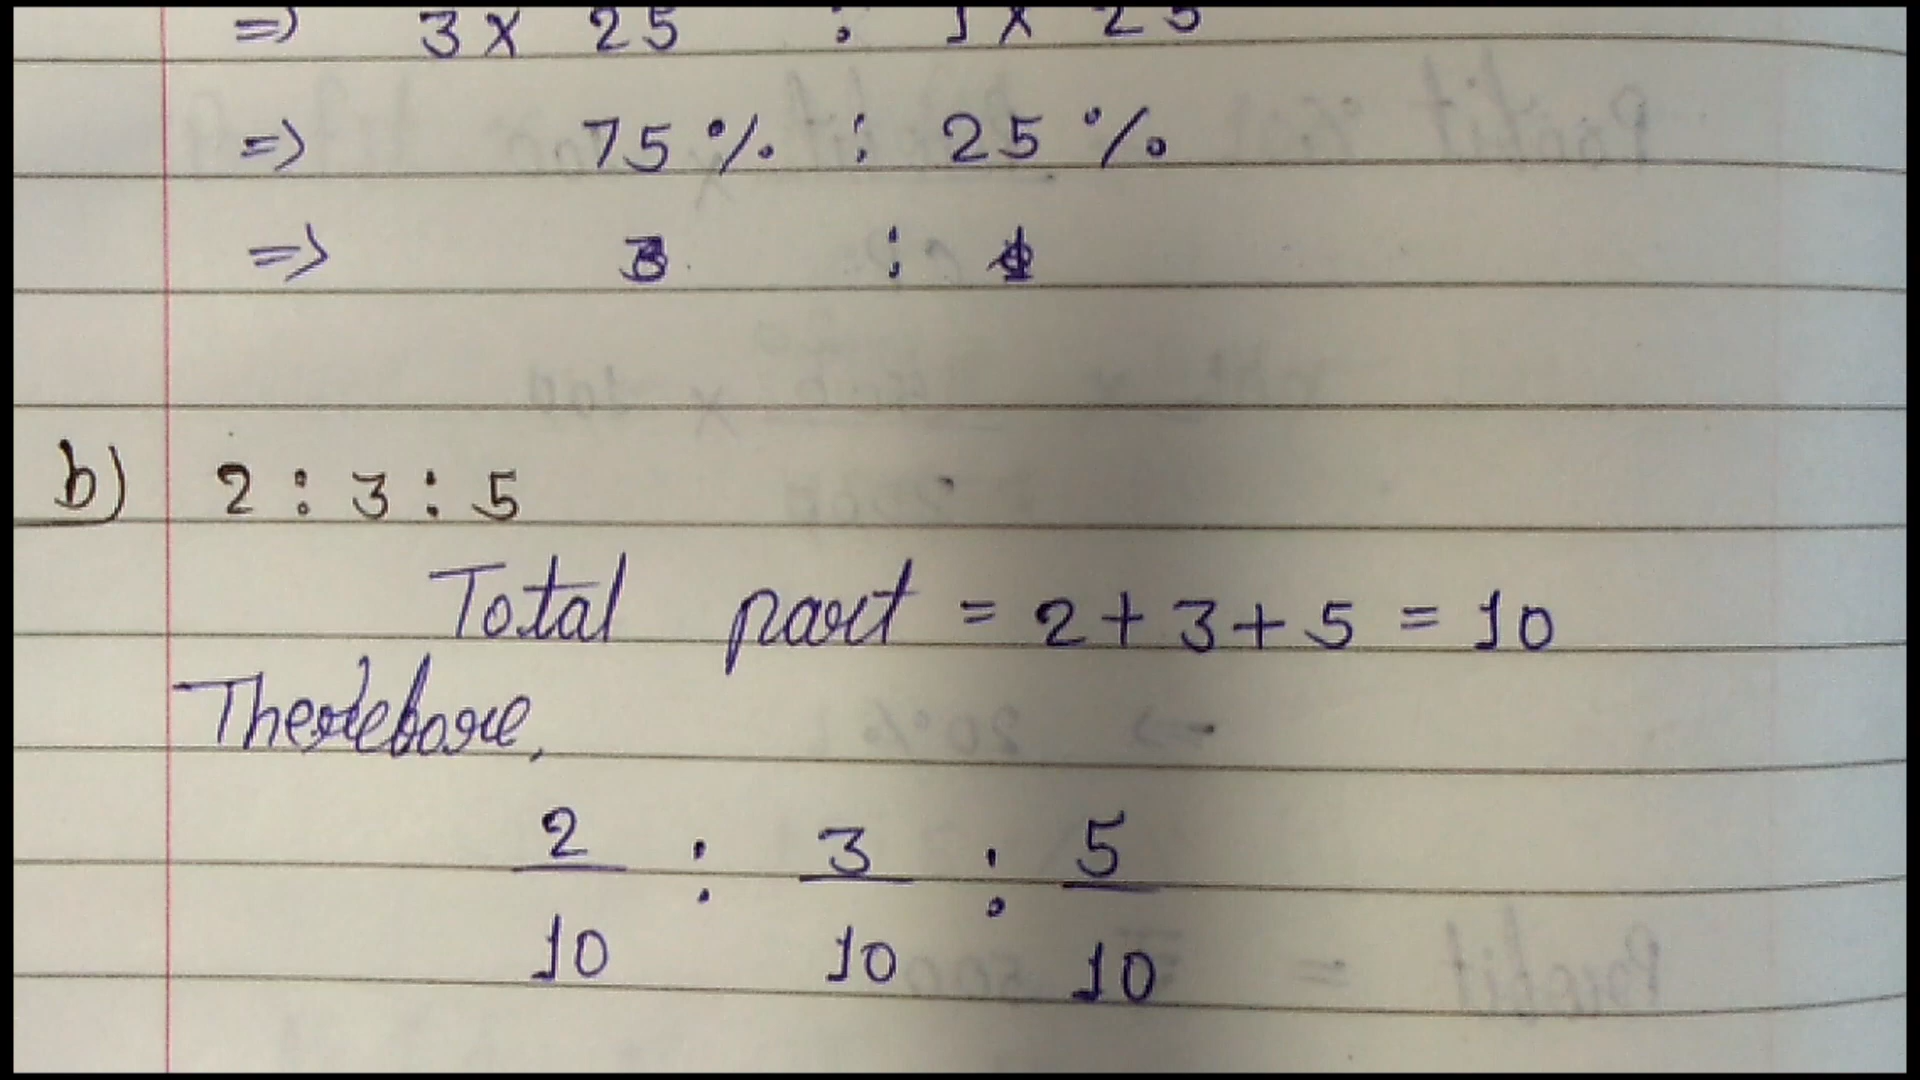 => 3 x 25 : 1 x 25
=> 75% : 25%
=> 3 : 1
b) 2 : 3 : 5
Total part = 2 + 3 + 5 = 10
Therefore,
2/10 : 3/10 : 5/10